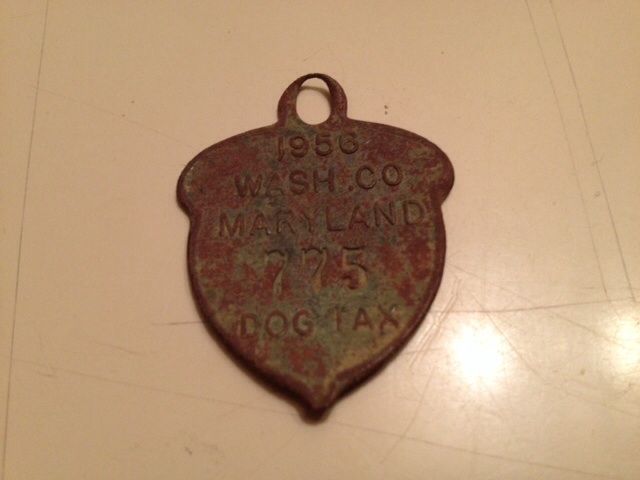 1956
WASH.CO
MARYLAND
775
DOG TAX